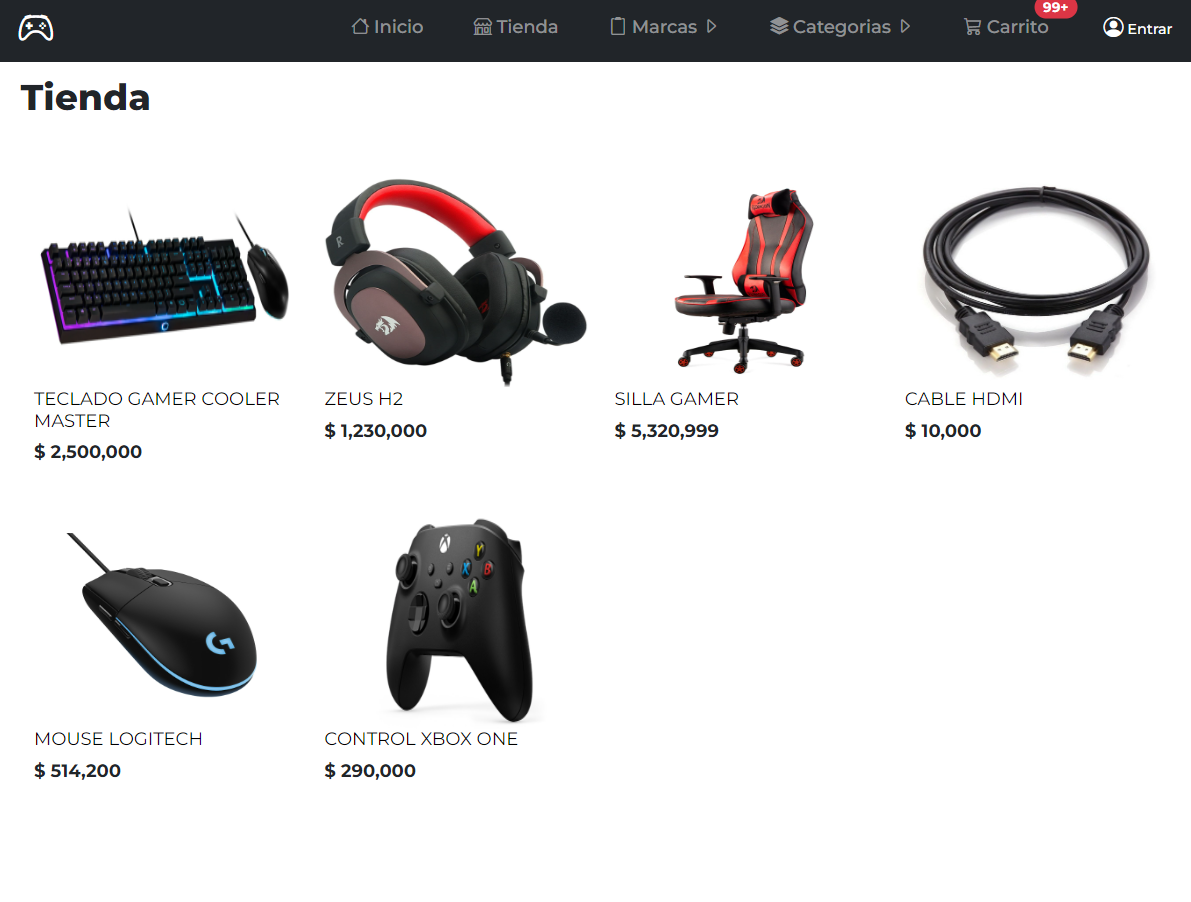 Inicio
Tienda
Marcas
Categorias
Carrito
99+
Entrar
Tienda
R
TECLADO GAMER COOLER
MASTER
$ 2,500,000
ZEUS H2
$ 1,230,000
SILLA GAMER
$ 5,320,999
CABLE HDMI
$ 10,000
G
MOUSE LOGITECH
$ 514,200
Y
X
B
A
CONTROL XBOX ONE
$ 290,000